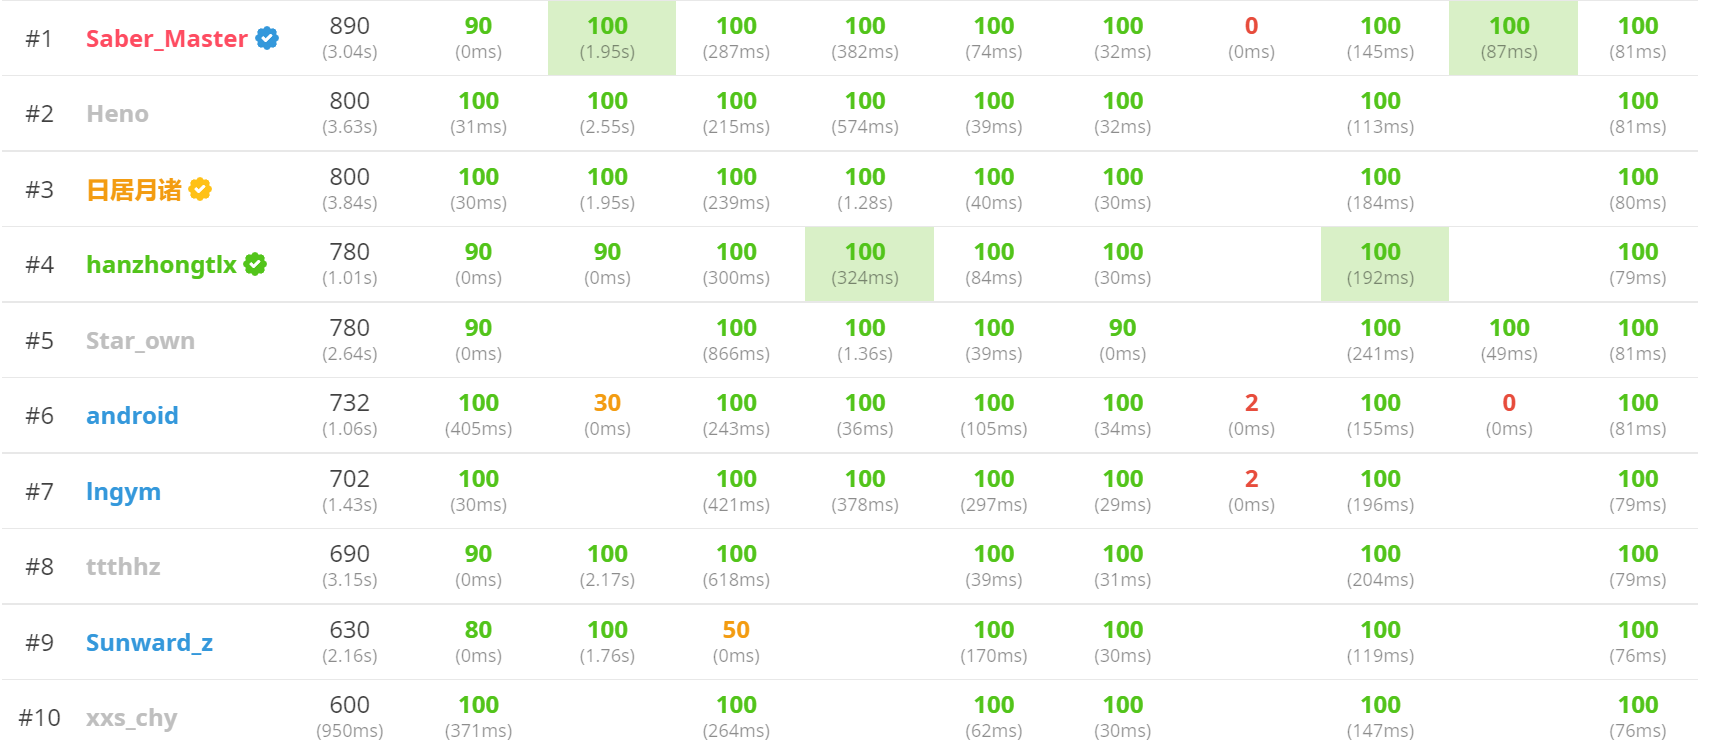 #1 Saber_Master 890 90 100 100 100 100 100 0 100 100 100
(3.04s) (0ms) (1.95s) (287ms) (382ms) (74ms) (32ms) (0ms) (145ms) (87ms) (81ms)
#2 Heno 800 100 100 100 100 100 100 100 100
(3.63s) (31ms) (2.55s) (215ms) (574ms) (39ms) (32ms) (113ms) (81ms)
#3 日居月诸 800 100 100 100 100 100 100 100 100
(3.84s) (30ms) (1.95s) (239ms) (1.28s) (40ms) (30ms) (184ms) (80ms)
#4 hanzhongtlx 780 90 90 100 100 100 100 100 100
(1.01s) (0ms) (0ms) (300ms) (324ms) (84ms) (30ms) (192ms) (79ms)
#5 Star_own 780 90 100 100 100 90 100 100 100
(2.64s) (0ms) (866ms) (1.36s) (39ms) (0ms) (241ms) (49ms) (81ms)
#6 android 732 100 30 100 100 100 100 2 100 0 100
(1.06s) (405ms) (0ms) (243ms) (36ms) (105ms) (34ms) (0ms) (155ms) (0ms) (81ms)
#7 lngym 702 100 100 100 100 100 2 100 100
(1.43s) (30ms) (421ms) (378ms) (297ms) (29ms) (0ms) (196ms) (79ms)
#8 ttthhz 690 90 100 100 100 100 100 100
(3.15s) (0ms) (2.17s) (618ms) (39ms) (31ms) (204ms) (79ms)
#9 Sunward_z 630 80 100 50 100 100 100 100
(2.16s) (0ms) (1.76s) (0ms) (170ms) (30ms) (119ms) (76ms)
#10 xxs_chy 600 100 100 100 100 100 100
(950ms) (371ms) (264ms) (62ms) (30ms) (147ms) (76ms)